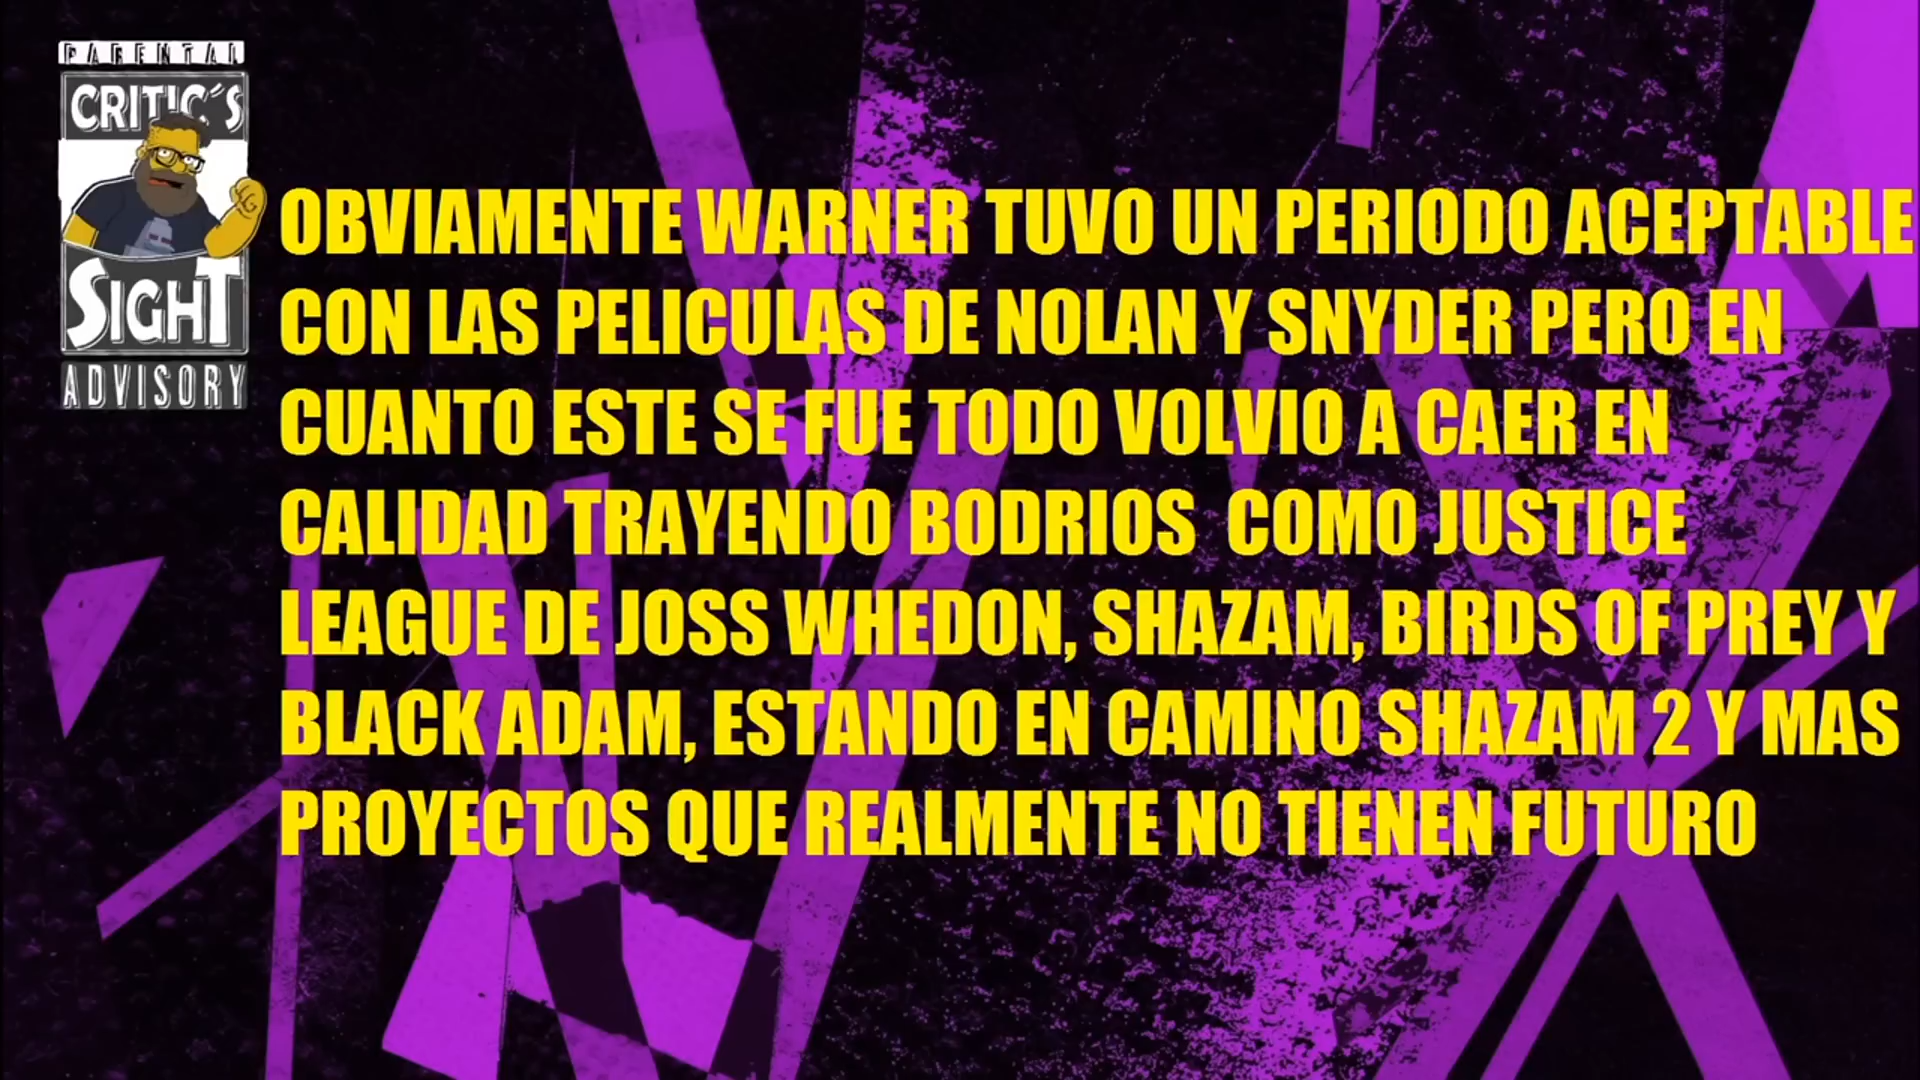 PARENTAL
CRITIC´S
SIGHT
ADVISORY
OBVIAMENTE WARNER TUVO UN PERIODO ACEPTABLE
CON LAS PELICULAS DE NOLAN Y SNYDER PERO EN
CUANTO ESTE SE FUE TODO VOLVIO A CAER EN
CALIDAD TRAYENDO BODRIOS COMO JUSTICE
LEAGUE DE JOSS WHEDON, SHAZAM, BIRDS OF PREY Y
BLACK ADAM, ESTANDO EN CAMINO SHAZAM 2 Y MAS
PROYECTOS QUE REALMENTE NO TIENEN FUTURO